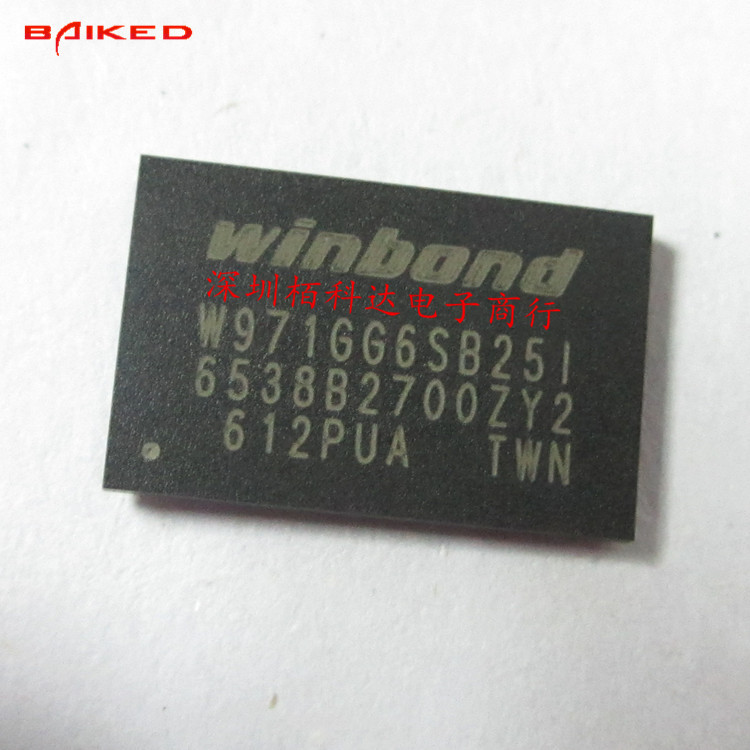 BAIKED
winbond
深圳栢科达电子商行
W971GG6SB25I
6538B2700ZY2
612PUA TWN